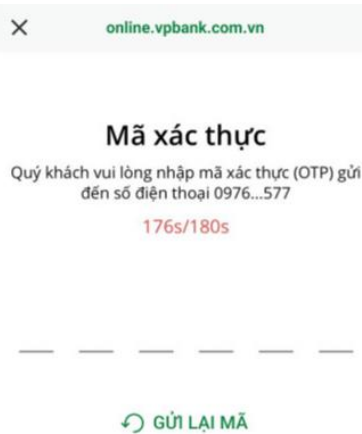 online.vpbank.com.vn
Mã xác thực
Quý khách vui lòng nhập mã xác thực (OTP) gửi
đến số điện thoại 0976...577
176s/180s
GỬI LẠI MÃ